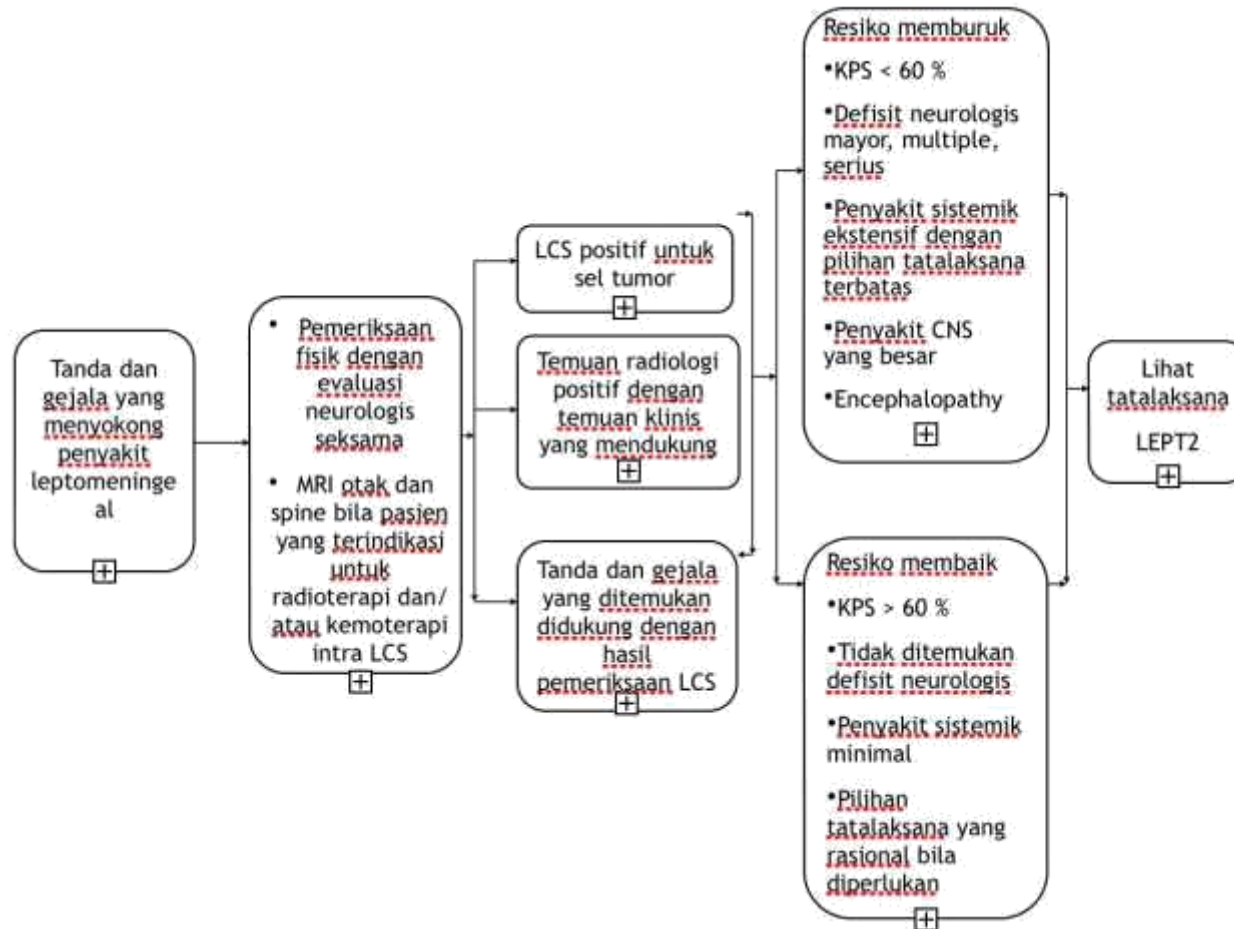 Tanda dan
gejala yang
menyokong
penyakit
leptomeninge
al
• Pemeriksaan
fisik dengan
evaluasi
neurologis
seksama
• MRI otak dan
spine bila pasien
yang terindikasi
untuk
radioterapi dan/
atau kemoterapi
intra LCS
LCS positif untuk
sel tumor
Temuan radiologi
positif dengan
temuan klinis
yang mendukung
Tanda dan gejala
yang ditemukan
didukung dengan
hasil
pemeriksaan LCS
Resiko memburuk
•KPS < 60 %
•Defisit neurologis
mayor, multiple,
serius
•Penyakit sistemik
ekstensif dengan
pilihan tatalaksana
terbatas
•Penyakit CNS
yang besar
•Encephalopathy
Resiko membaik
•KPS > 60 %
•Tidak ditemukan
defisit neurologis
•Penyakit sistemik
minimal
•Pilihan
tatalaksana yang
rasional bila
diperlukan
Lihat
tatalaksana
LEPT2